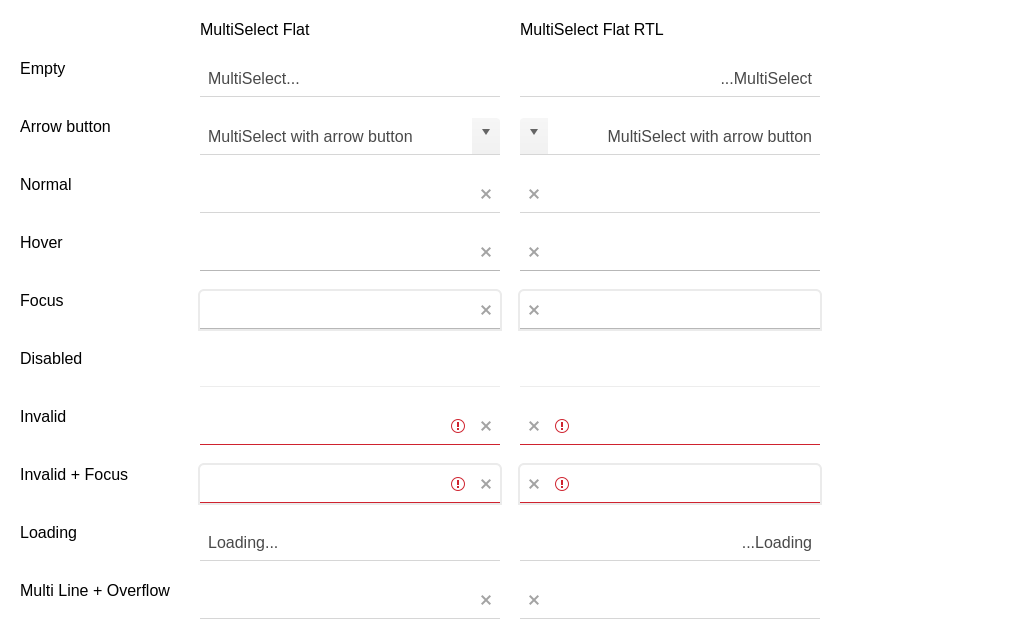 MultiSelect Flat MultiSelect Flat RTL
Empty MultiSelect... ...MultiSelect
Arrow button MultiSelect with arrow button MultiSelect with arrow button
Normal
Hover
Focus
Disabled
Invalid
Invalid + Focus
Loading Loading... ...Loading
Multi Line + Overflow